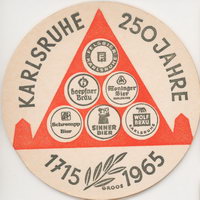 KARLSRUHE
250 JAHRE
hoepfner
Bräu
Moninger
Bier
Schrempp
Bier
SINNER
BIER
WOLF
BRÄU
1715
1965